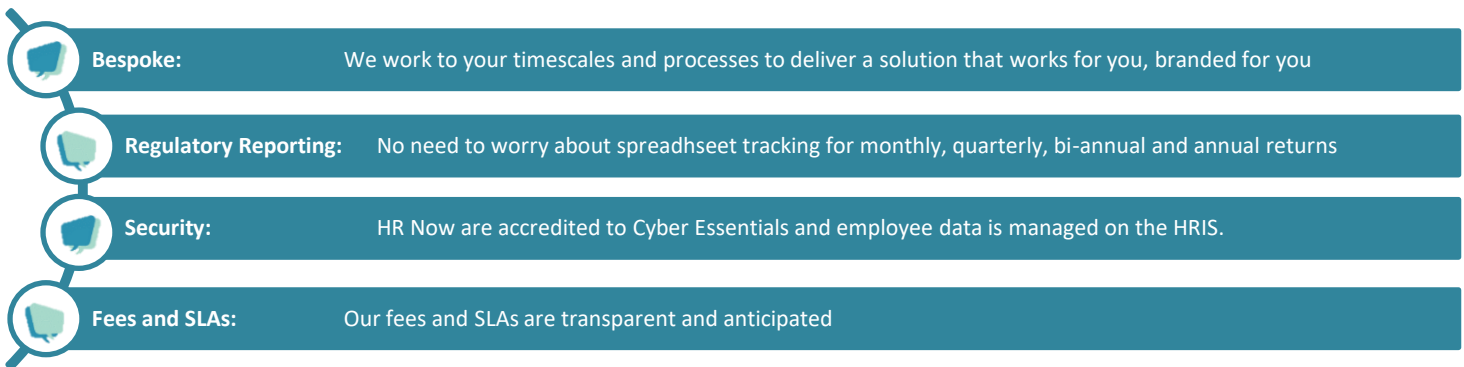 Bespoke: We work to your timescales and processes to deliver a solution that works for you, branded for you
Regulatory Reporting: No need to worry about spreadhseet tracking for monthly, quarterly, bi-annual and annual returns
Security: HR Now are accredited to Cyber Essentials and employee data is managed on the HRIS.
Fees and SLAs: Our fees and SLAs are transparent and anticipated